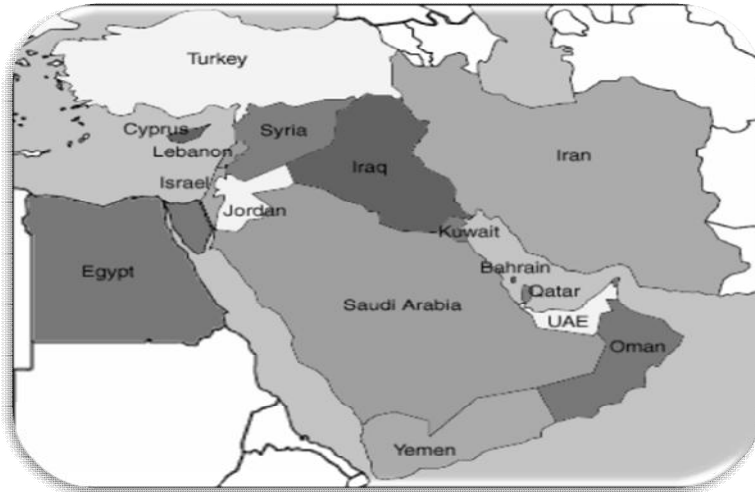 Turkey
Cyprus
Syria
Lebanon
Iraq
Iran
Israel
Jordan
Kuwait
Egypt
Bahrain
Saudi Arabia
Qatar
UAE
Oman
Yemen